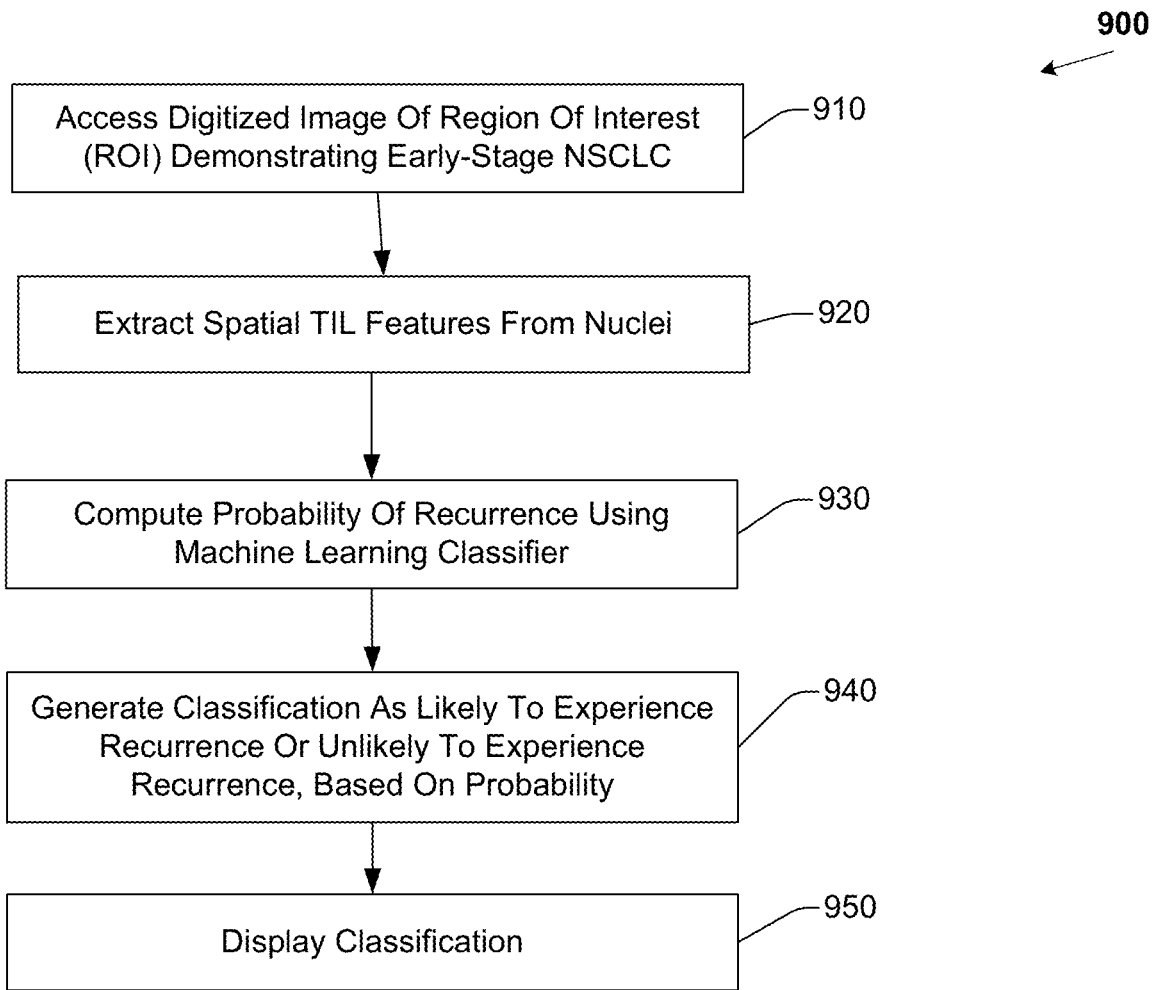 900
Access Digitized Image Of Region Of Interest
(ROI) Demonstrating Early-Stage NSCLC
910
Extract Spatial TIL Features From Nuclei
920
Compute Probability Of Recurrence Using
Machine Learning Classifier
930
Generate Classification As Likely To Experience
Recurrence Or Unlikely To Experience
Recurrence, Based On Probability
940
Display Classification
950